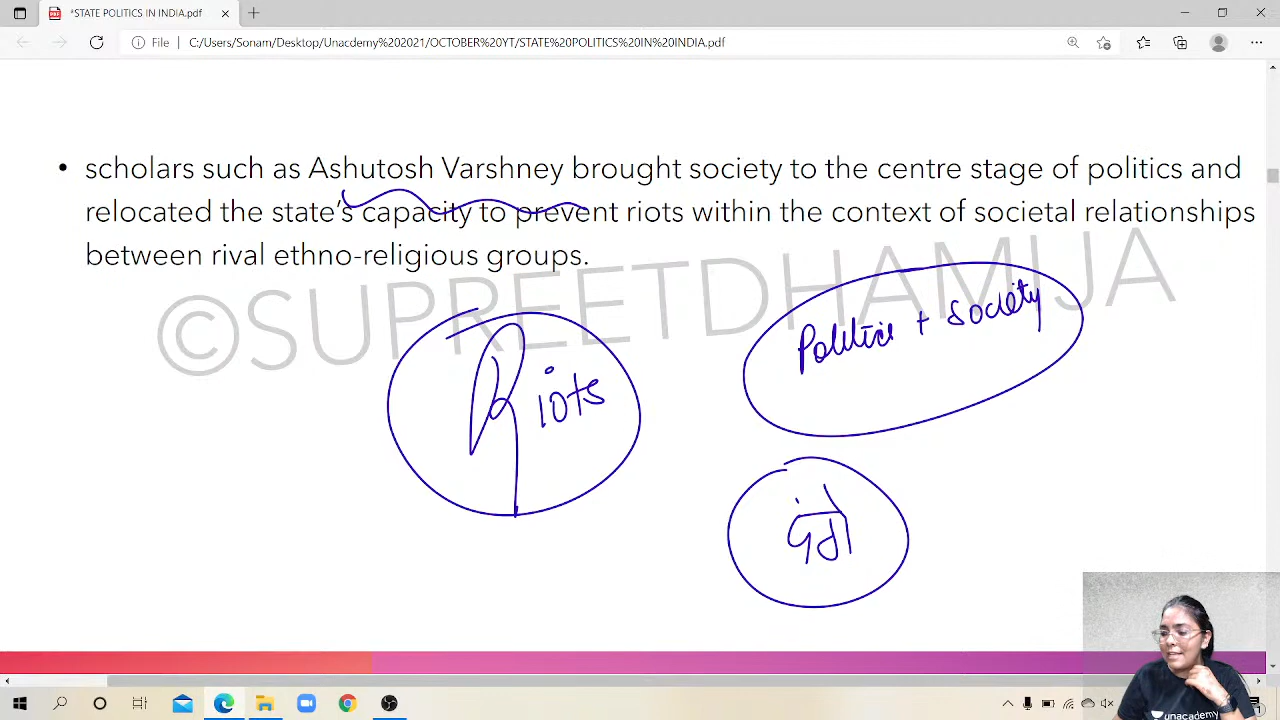 *STATE POLITICS IN INDIA.pdf
File C:/Users/Sonam/Desktop/Unacdemy%202021/OCTOBER%20YT/STATE%20POLITICS%20IN%20INDIA.pdf
• scholars such as Ashutosh Varshney brought society to the centre stage of politics and
relocated the state's capacity to prevent riots within the context of societal relationships
between rival ethno-religious groups.
©SUPREETDHAMIJA
Politics + Society
Riots
दंगे
unacademy